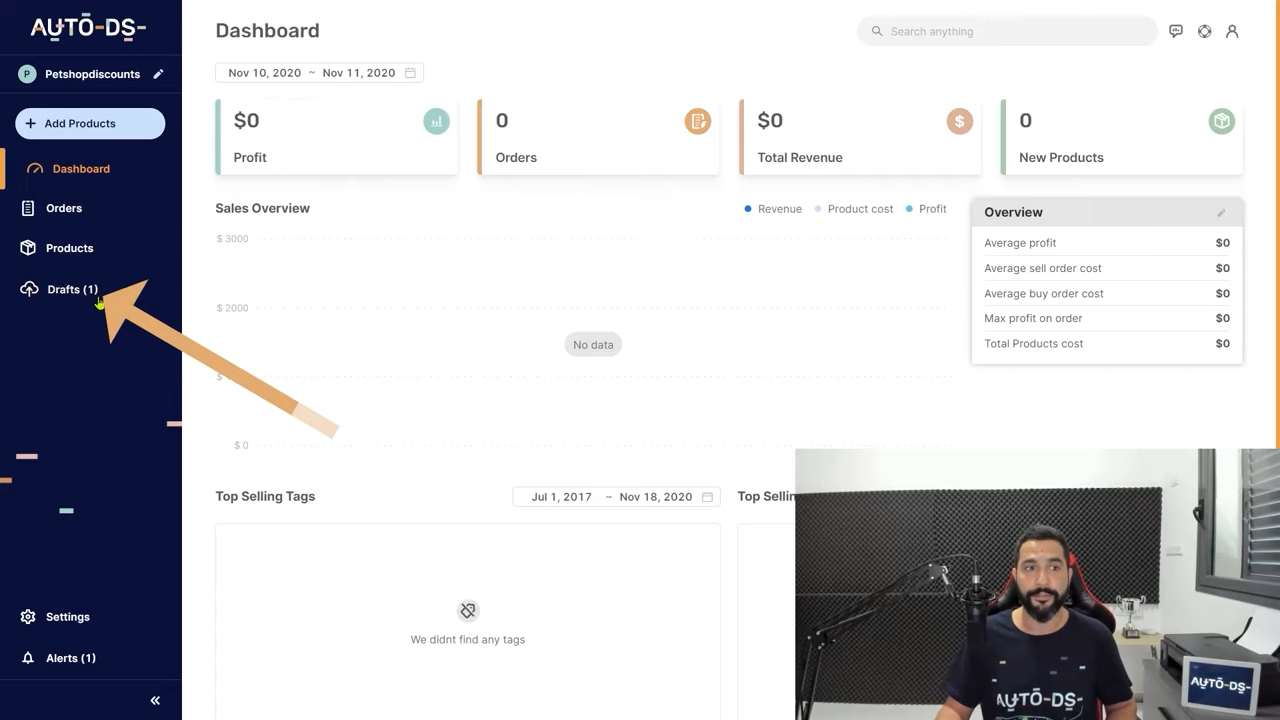 AUTO-DS-
P
Petshopdiscounts
+ Add Products
Dashboard
Orders
Products
Drafts (1)
Settings
Alerts (1)
«
Dashboard
Search anything
Nov 10, 2020 ~ Nov 11, 2020
$0
Profit
0
Orders
$0
$
Total Revenue
0
New Products
Sales Overview
Revenue
Product cost
Profit
$ 3000
$ 2000
$ 0
No data
Overview
Average profit $0
Average sell order cost $0
Average buy order cost $0
Max profit on order $0
Total Products cost $0
Top Selling Tags
Jul 1, 2017 ~ Nov 18, 2020
We didnt find any tags
Top Sellin
AUTO-DS-
AUTO-DS-